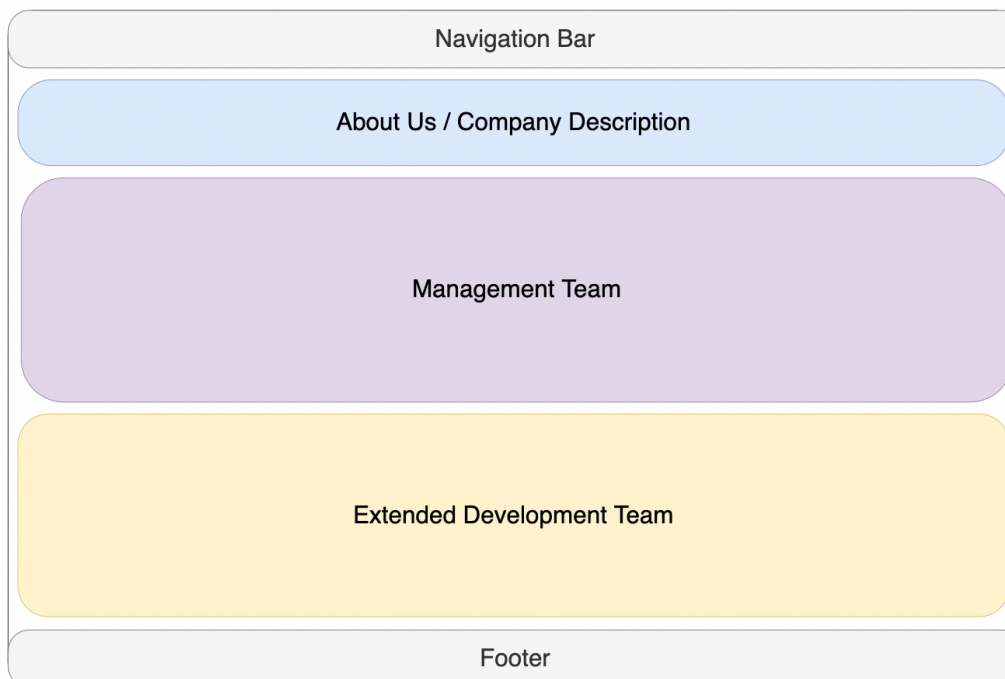 Navigation Bar
About Us / Company Description
Management Team
Extended Development Team
Footer